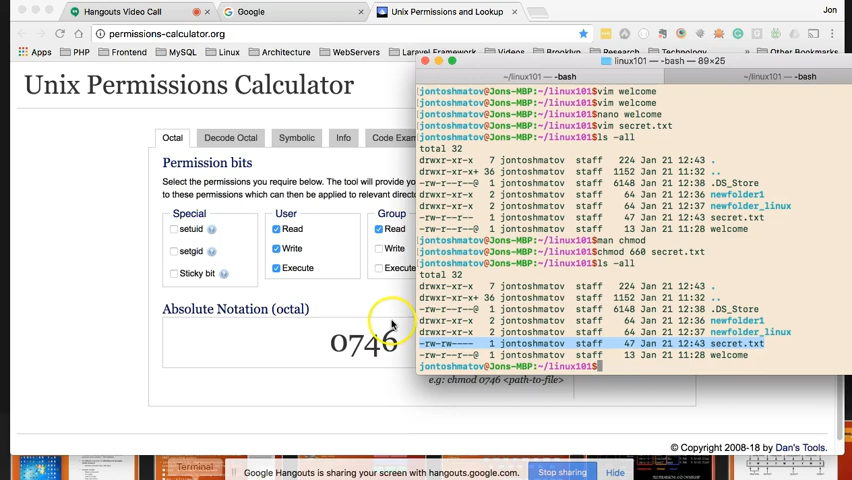 Hangouts Video Call
Google
Unix Permissions and Lookup
Jon
permissions-calculator.org
Apps
PHP
Frontend
MySQL
Linux
Architecture
WebServers
Laravel Framework
Videos
Brooklyn
Research
Technology
Other Bookmarks
Unix Permissions Calculator
Octal
Decode Octal
Symbolic
Info
Code Exam
Permission bits
Select the permissions you require below. The tool will provide yo
to these permissions which can then be applied to relevant direct
Special
setuid ?
setgid ?
Sticky bit ?
User
Read
Write
Execute
Group
Read
Write
Execute
Absolute Notation (octal)
0746
e.g: chmod 0746 <path-to-file>
© Copyright 2008-18 by Dan's Tools.
linux101 — -bash — 89×25
~/linux101 — -bash
~/linux101 — -bash
[jontoshmatov@Jons-MBP:~/linux101$vim welcome
[jontoshmatov@Jons-MBP:~/linux101$vim welcome
[jontoshmatov@Jons-MBP:~/linux101$nano welcome
[jontoshmatov@Jons-MBP:~/linux101$vim secret.txt
[jontoshmatov@Jons-MBP:~/linux101$ls -all
total 32
drwxr-xr-x 7 jontoshmatov staff 224 Jan 21 12:43 .
drwxr-xr-x+ 36 jontoshmatov staff 1152 Jan 21 11:32 ..
-rw-r--r--@ 1 jontoshmatov staff 6148 Jan 21 12:38 .DS_Store
drwxr-xr-x 2 jontoshmatov staff 64 Jan 21 12:36 newfolder1
drwxr-xr-x 2 jontoshmatov staff 64 Jan 21 12:37 newfolder_linux
-rw-r--r-- 1 jontoshmatov staff 47 Jan 21 12:43 secret.txt
-rw-r--r--@ 1 jontoshmatov staff 13 Jan 21 11:28 welcome
[jontoshmatov@Jons-MBP:~/linux101$man chmod
[jontoshmatov@Jons-MBP:~/linux101$chmod 660 secret.txt
[jontoshmatov@Jons-MBP:~/linux101$ls -all
total 32
drwxr-xr-x 7 jontoshmatov staff 224 Jan 21 12:43 .
drwxr-xr-x+ 36 jontoshmatov staff 1152 Jan 21 11:32 ..
-rw-r--r--@ 1 jontoshmatov staff 6148 Jan 21 12:38 .DS_Store
drwxr-xr-x 2 jontoshmatov staff 64 Jan 21 12:36 newfolder1
drwxr-xr-x 2 jontoshmatov staff 64 Jan 21 12:37 newfolder_linux
-rw-rw---- 1 jontoshmatov staff 47 Jan 21 12:43 secret.txt
-rw-r--r--@ 1 jontoshmatov staff 13 Jan 21 11:28 welcome
jontoshmatov@Jons-MBP:~/linux101$
Terminal
Google Hangouts is sharing your screen with hangouts.google.com.
Stop sharing
Hide